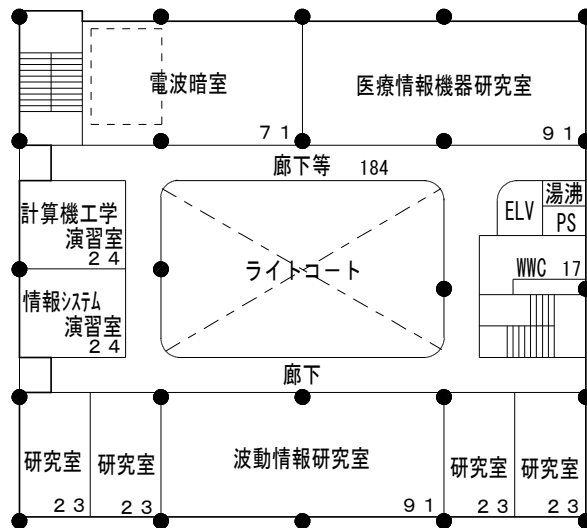 電波暗室
71
医療情報機器研究室
91
廊下等 184
計算機工学
演習室
24
情報システム
演習室
24
ライトコート
ELV
湯沸
PS
WWC 17
廊下
研究室
23
研究室
23
波動情報研究室
91
研究室
23
研究室
23